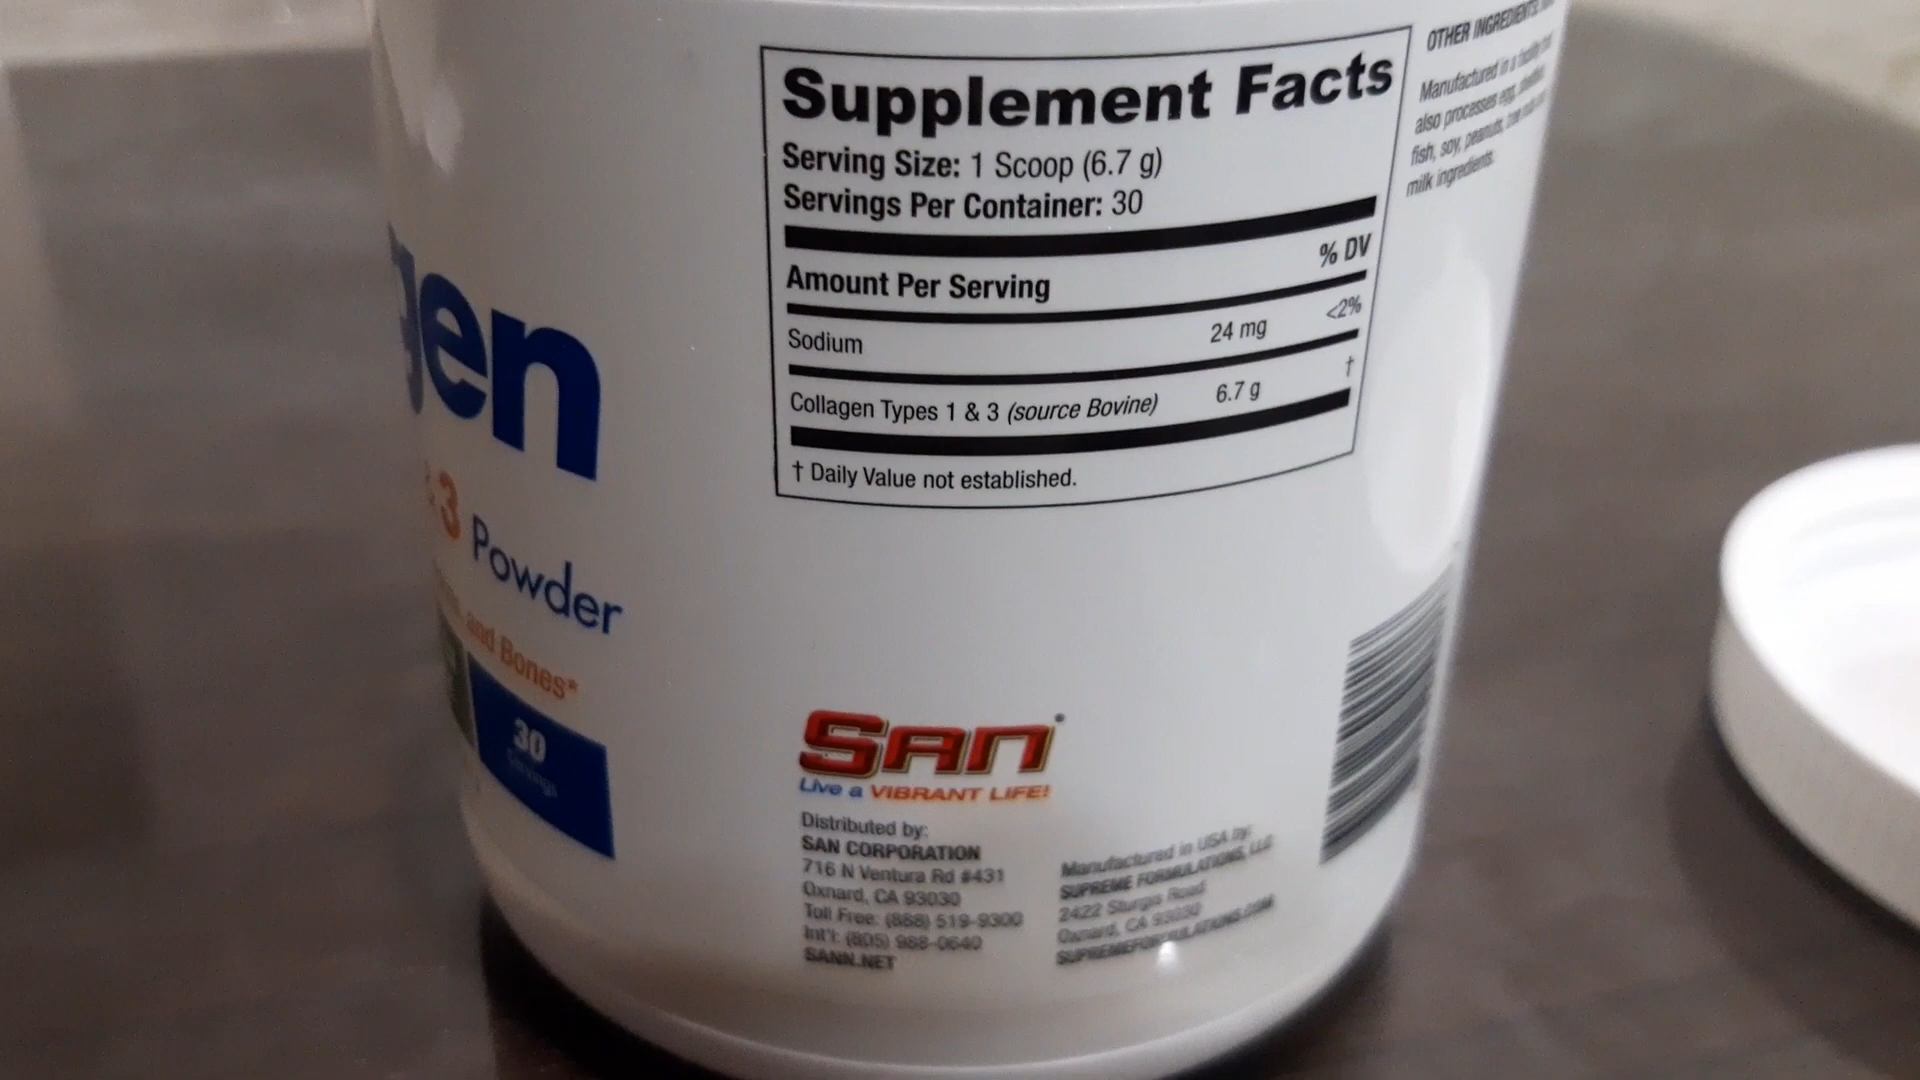 gen
& 3 Powder
and Bones*
30
Servings
Supplement Facts
Serving Size: 1 Scoop (6.7 g)
Servings Per Container: 30
% DV
Amount Per Serving
Sodium 24 mg <2%
Collagen Types 1 & 3 (source Bovine) 6.7 g †
† Daily Value not established.
SAN
Live a VIBRANT LIFE!
Distributed by:
SAN CORPORATION
716 N Ventura Rd #431
Oxnard, CA 93030
Toll Free: (888) 519-9300
Int'l: (805) 988-0640
SANN.NET
Manufactured in USA by:
SUPREME FORMULATIONS, LLC
2422 Sturgis Road
Oxnard, CA 93030
SUPREMEFORMULATIONS.COM
OTHER INGREDIENTS:
Manufactured in a facility that
also processes egg, shellfish,
fish, soy, peanuts, tree
milk ingredients.